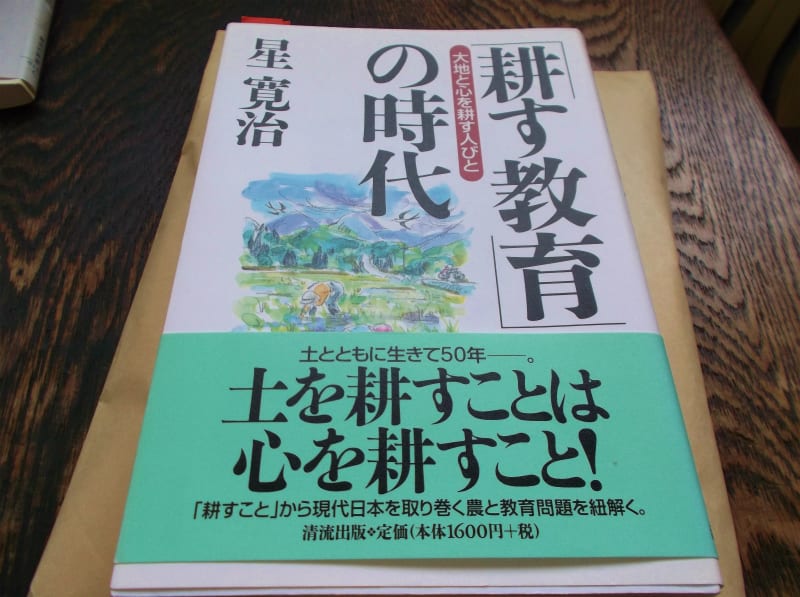 「耕す教育」
の時代
大地と心を耕す人びと
星 寛治
土とともに生きて50年――。
土を耕すことは
心を耕すこと!
「耕すこと」から現代日本を取り巻く農と教育問題を紐解く。
清流出版❖定価(本体1600円+税)